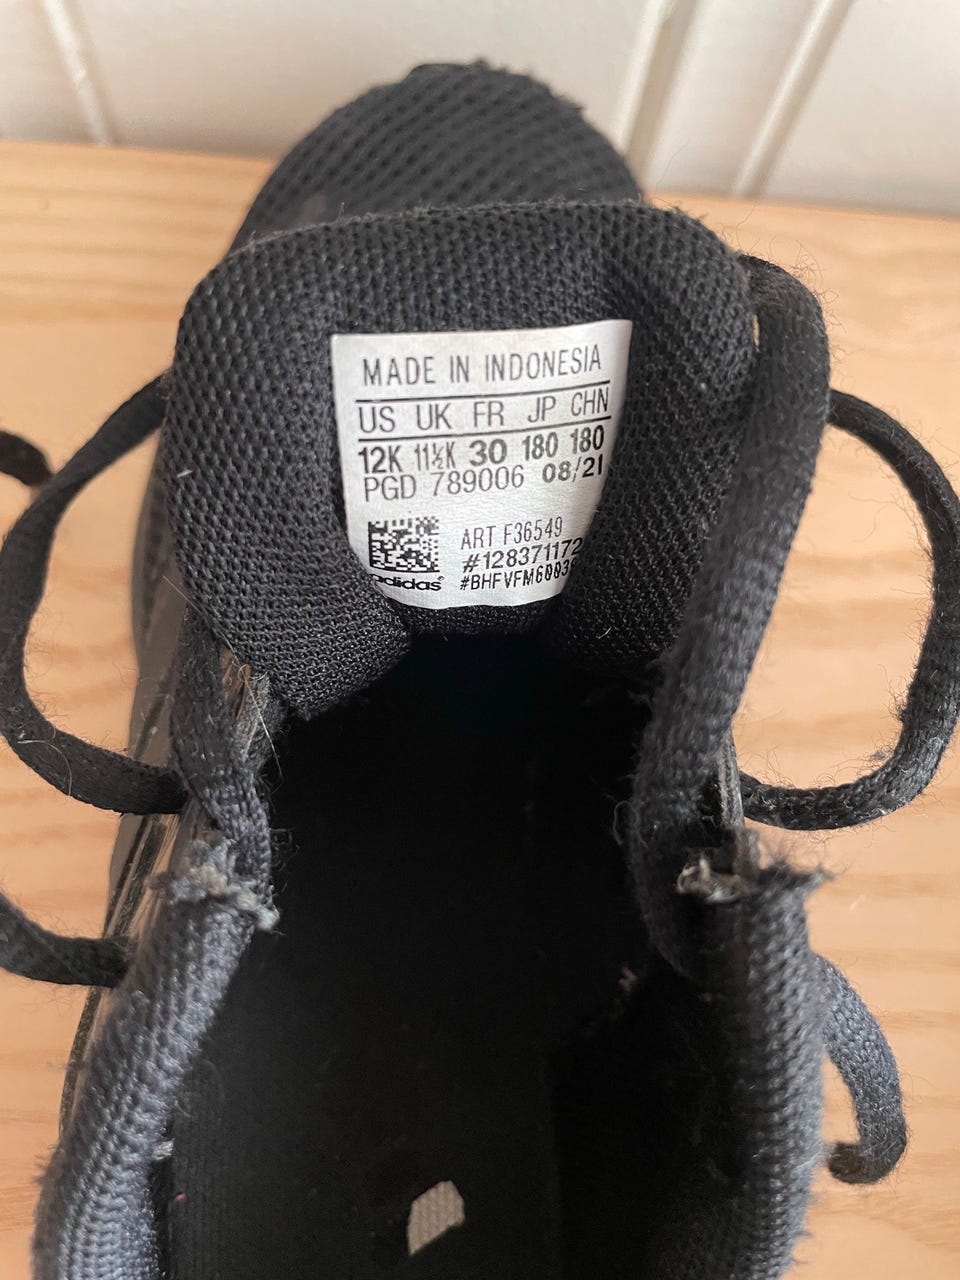 MADE IN INDONESIA
US UK FR JP CHN
12K 11½K 30 180 180
PGD 789006 08/21
ART F36549
#128371172
adidas #BHFVFM6003